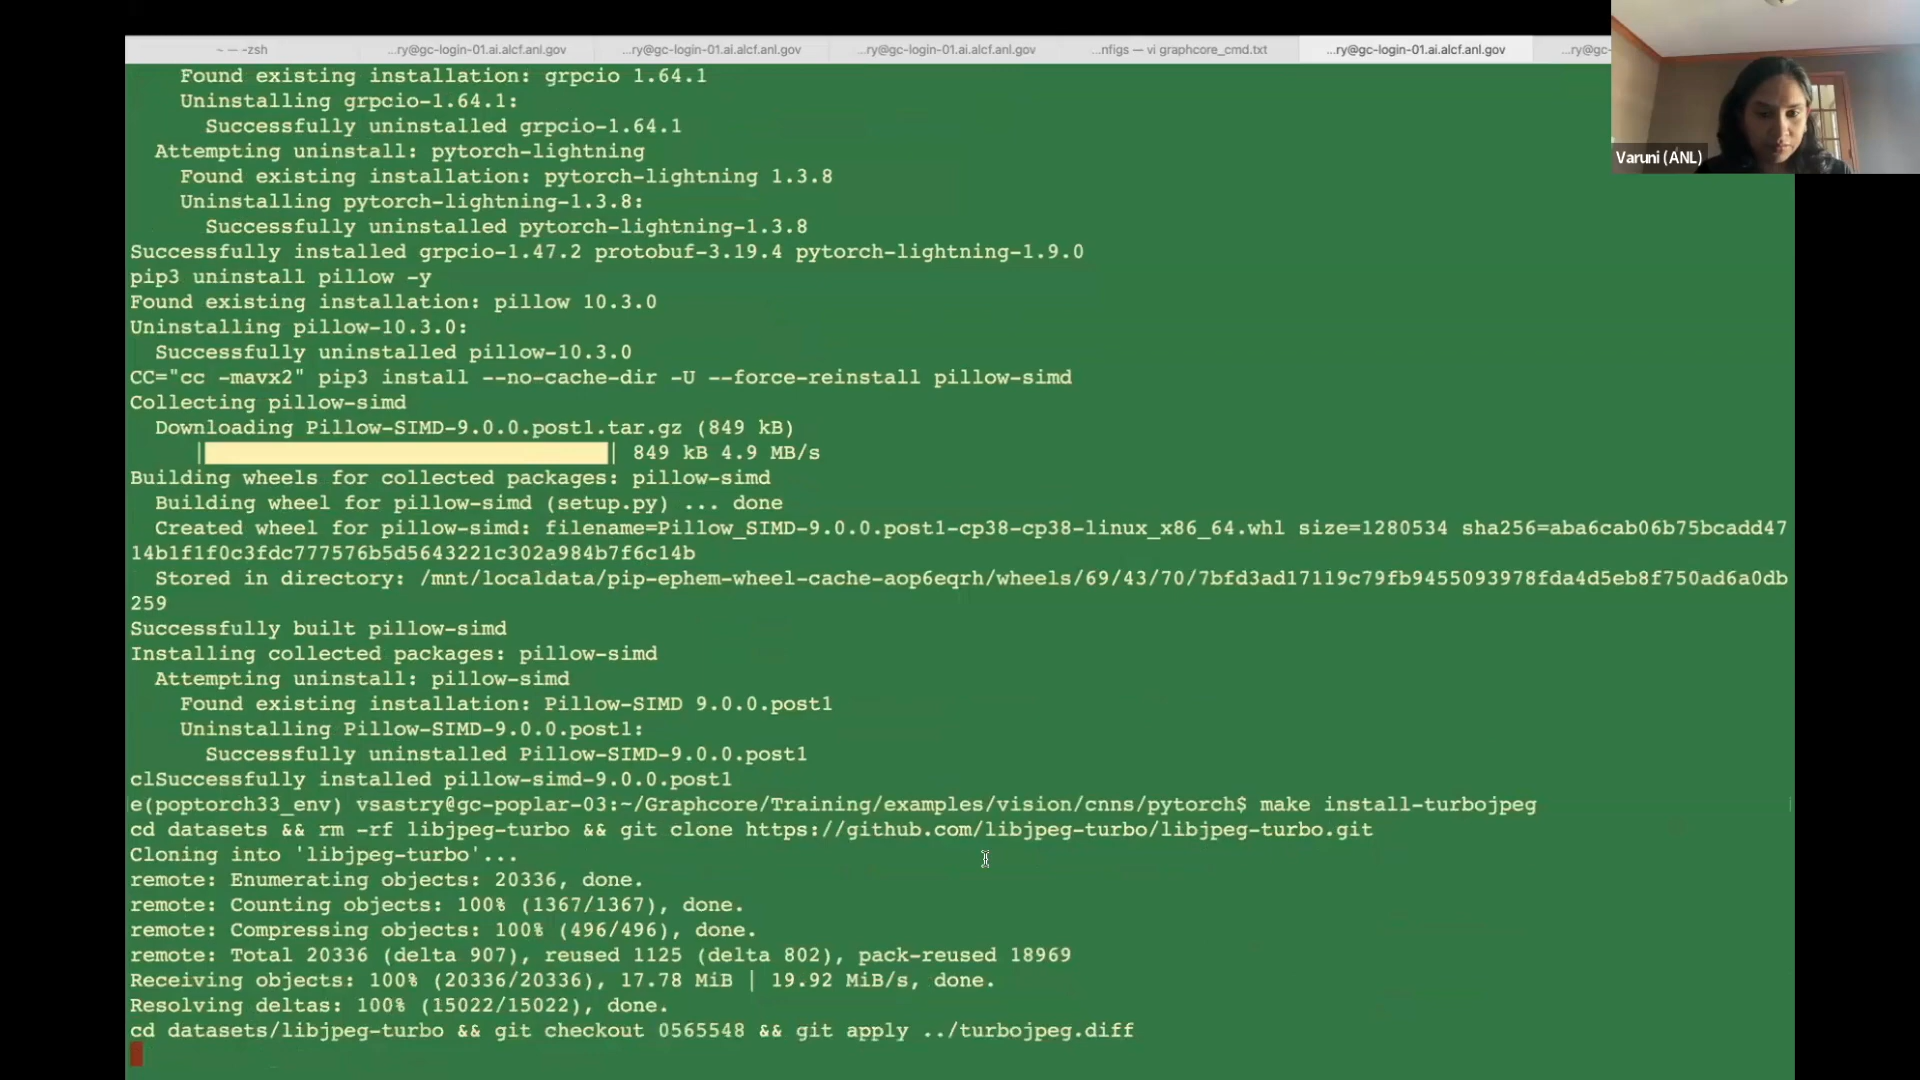 ~ — -zsh
...ry@gc-login-01.ai.alcf.anl.gov
...ry@gc-login-01.ai.alcf.anl.gov
...ry@gc-login-01.ai.alcf.anl.gov
...nfigs — vi graphcore_cmd.txt
...ry@gc-login-01.ai.alcf.anl.gov
...ry@gc-
Varuni (ANL)
Found existing installation: grpcio 1.64.1
Uninstalling grpcio-1.64.1:
Successfully uninstalled grpcio-1.64.1
Attempting uninstall: pytorch-lightning
Found existing installation: pytorch-lightning 1.3.8
Uninstalling pytorch-lightning-1.3.8:
Successfully uninstalled pytorch-lightning-1.3.8
Successfully installed grpcio-1.47.2 protobuf-3.19.4 pytorch-lightning-1.9.0
pip3 uninstall pillow -y
Found existing installation: pillow 10.3.0
Uninstalling pillow-10.3.0:
Successfully uninstalled pillow-10.3.0
CC="cc -mavx2" pip3 install --no-cache-dir -U --force-reinstall pillow-simd
Collecting pillow-simd
Downloading Pillow-SIMD-9.0.0.post1.tar.gz (849 kB)
| | 849 kB 4.9 MB/s
Building wheels for collected packages: pillow-simd
Building wheel for pillow-simd (setup.py) ... done
Created wheel for pillow-simd: filename=Pillow_SIMD-9.0.0.post1-cp38-cp38-linux_x86_64.whl size=1280534 sha256=aba6cab06b75bcadd47
14b1f1f0c3fdc777576b5d5643221c302a984b7f6c14b
Stored in directory: /mnt/localdata/pip-ephem-wheel-cache-aop6eqrh/wheels/69/43/70/7bfd3ad17119c79fb9455093978fda4d5eb8f750ad6a0db
259
Successfully built pillow-simd
Installing collected packages: pillow-simd
Attempting uninstall: pillow-simd
Found existing installation: Pillow-SIMD 9.0.0.post1
Uninstalling Pillow-SIMD-9.0.0.post1:
Successfully uninstalled Pillow-SIMD-9.0.0.post1
clSuccessfully installed pillow-simd-9.0.0.post1
e(poptorch33_env) vsastry@gc-poplar-03:~/Graphcore/Training/examples/vision/cnns/pytorch$ make install-turbojpeg
cd datasets && rm -rf libjpeg-turbo && git clone https://github.com/libjpeg-turbo/libjpeg-turbo.git
Cloning into 'libjpeg-turbo'...
remote: Enumerating objects: 20336, done.
remote: Counting objects: 100% (1367/1367), done.
remote: Compressing objects: 100% (496/496), done.
remote: Total 20336 (delta 907), reused 1125 (delta 802), pack-reused 18969
Receiving objects: 100% (20336/20336), 17.78 MiB | 19.92 MiB/s, done.
Resolving deltas: 100% (15022/15022), done.
cd datasets/libjpeg-turbo && git checkout 0565548 && git apply ../turbojpeg.diff